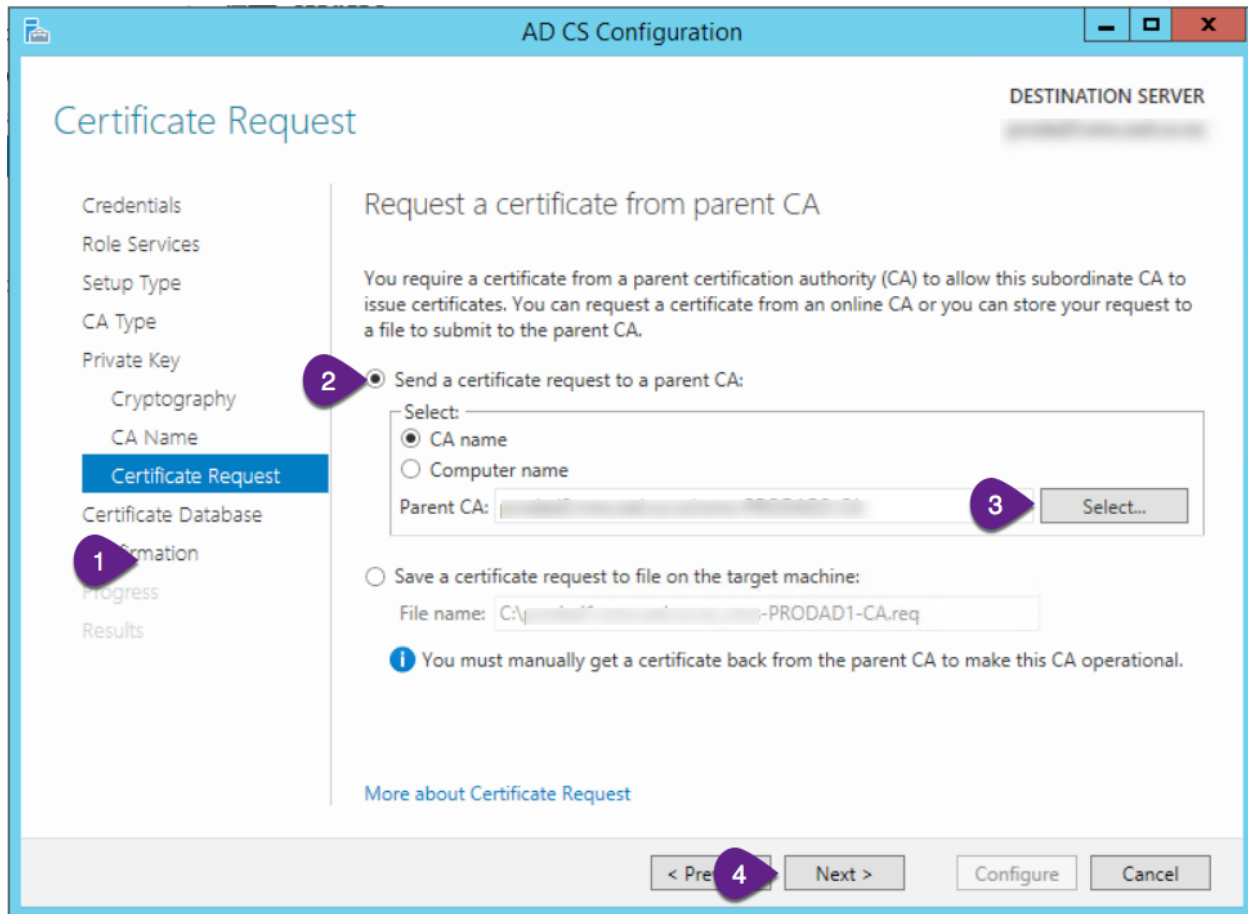 AD CS Configuration
DESTINATION SERVER
Certificate Request
Credentials
Role Services
Setup Type
CA Type
Private Key
Cryptography
CA Name
Certificate Request
Certificate Database
firmation
Progress
Results
1
Request a certificate from parent CA
You require a certificate from a parent certification authority (CA) to allow this subordinate CA to
issue certificates. You can request a certificate from an online CA or you can store your request to
a file to submit to the parent CA.
2
Send a certificate request to a parent CA:
Select:
CA name
Computer name
Parent CA:
3
Select...
Save a certificate request to file on the target machine:
File name: C:\ -PRODAD1-CA.req
You must manually get a certificate back from the parent CA to make this CA operational.
More about Certificate Request
< Pre
4
Next >
Configure
Cancel